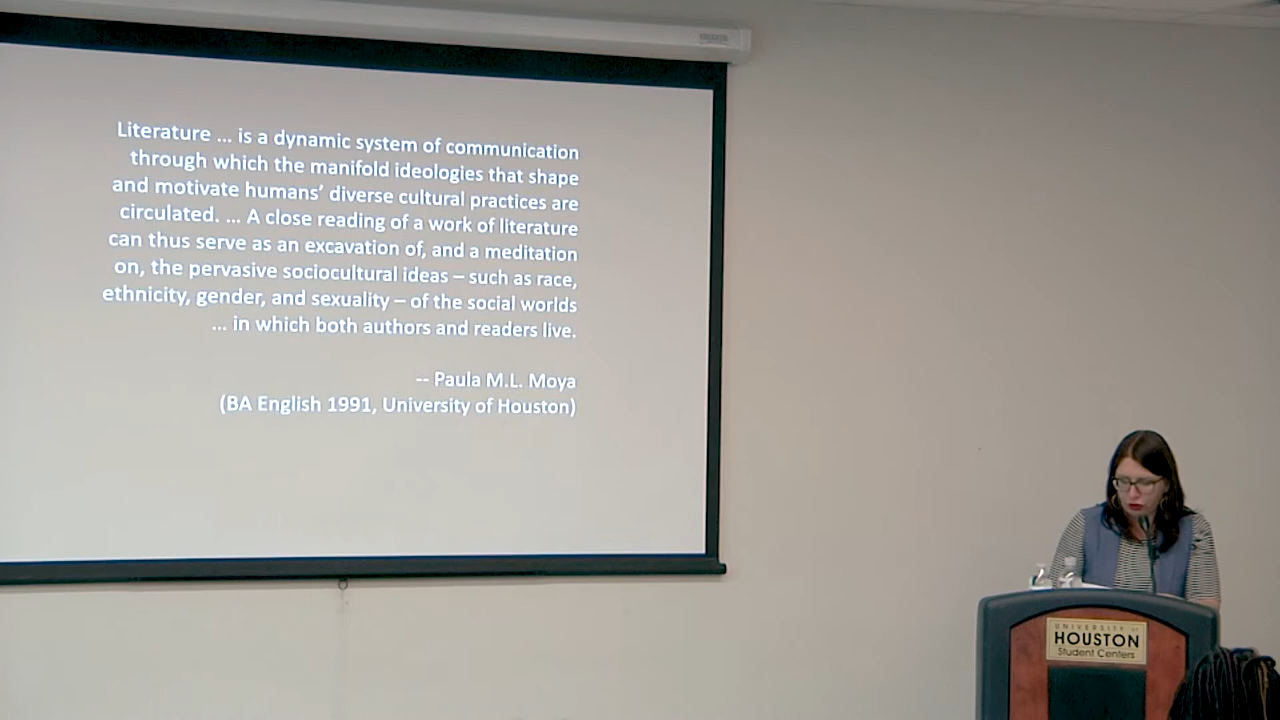 Literature ... is a dynamic system of communication
through which the manifold ideologies that shape
and motivate humans’ diverse cultural practices are
circulated. ... A close reading of a work of literature
can thus serve as an excavation of, and a meditation
on, the pervasive sociocultural ideas – such as race,
ethnicity, gender, and sexuality – of the social worlds
... in which both authors and readers live.
-- Paula M.L. Moya
(BA English 1991, University of Houston)
UNIVERSITY of
HOUSTON
Student Centers